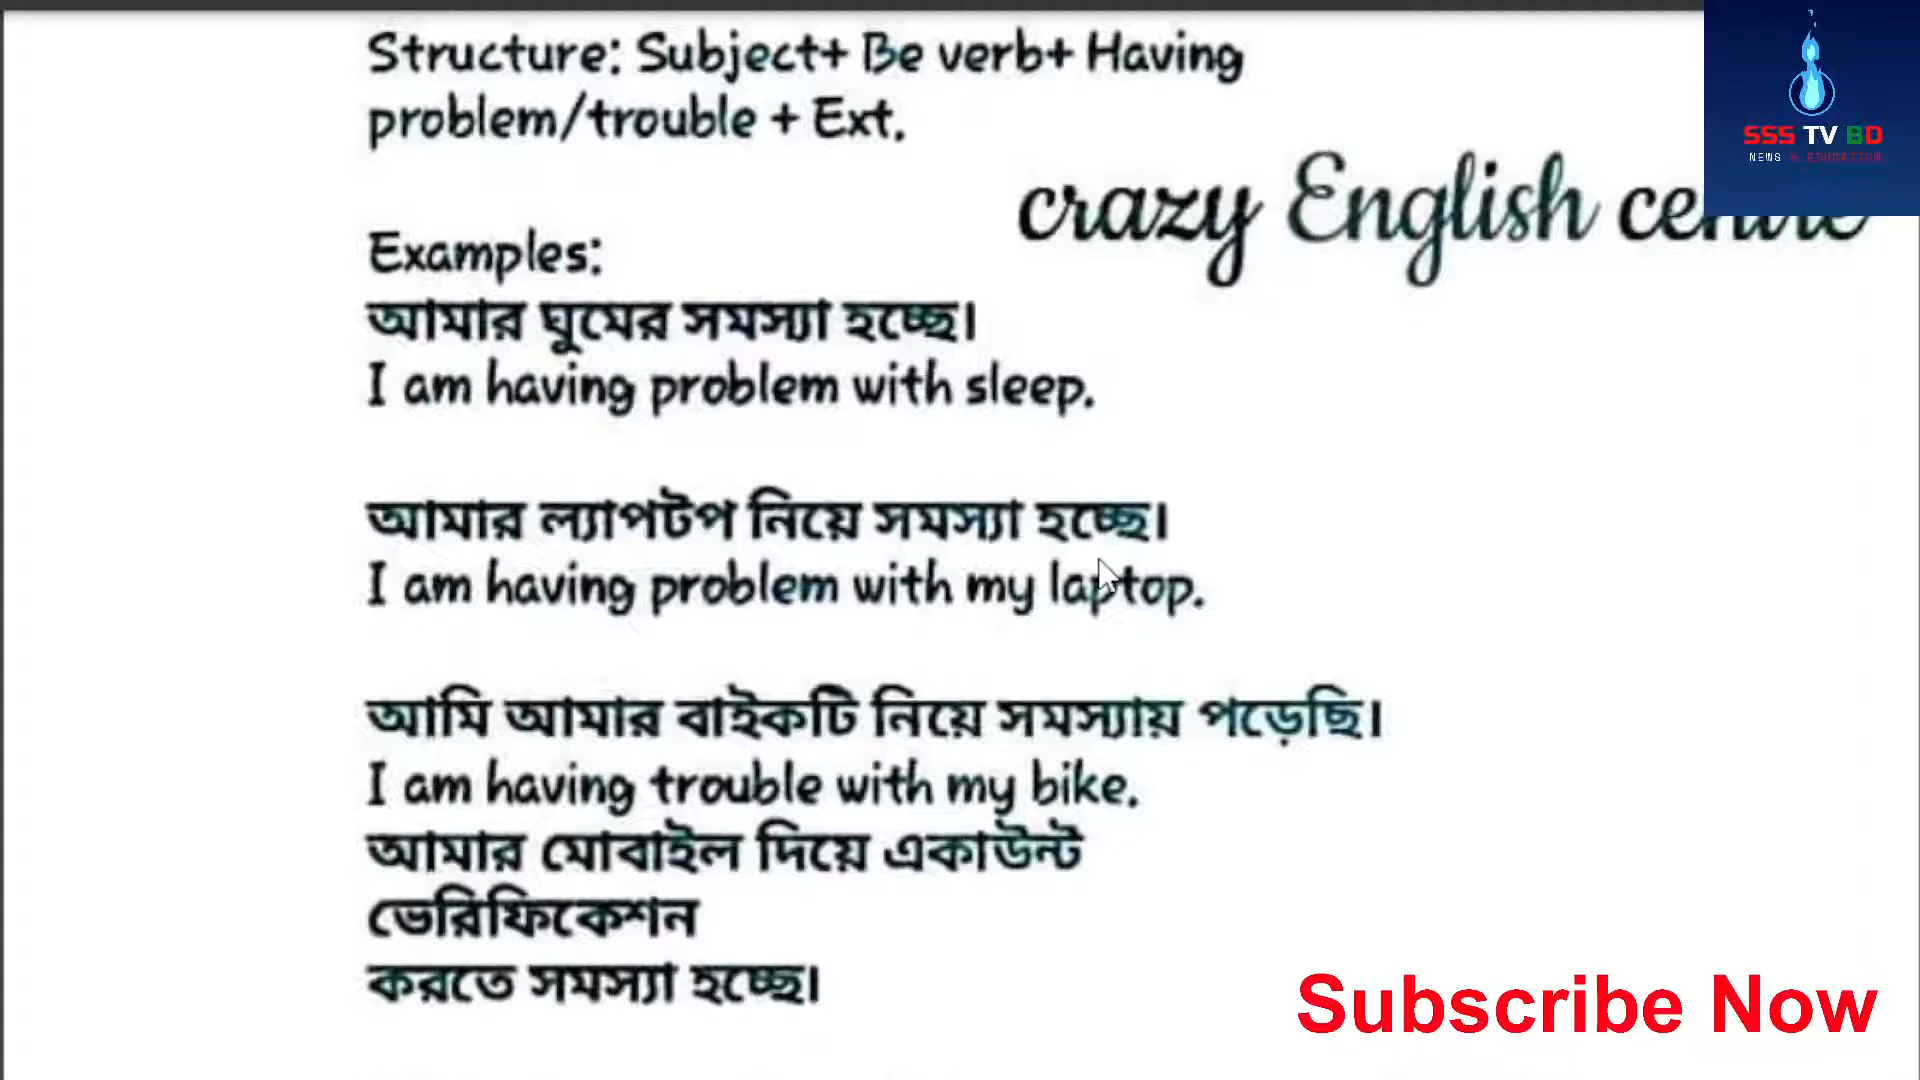 Structure: Subject+ Be verb+ Having
problem/trouble + Ext.
SSS TV BD
NEWS & EDUCATION
crazy English centre
Examples:
আমার ঘুমের সমস্যা হচ্ছে।
I am having problem with sleep.
আমার ল্যাপটপ নিয়ে সমস্যা হচ্ছে।
I am having problem with my laptop.
আমি আমার বাইকটি নিয়ে সমস্যায় পড়েছি।
I am having trouble with my bike.
আমার মোবাইল দিয়ে একাউন্ট
ভেরিফিকেশন
করতে সমস্যা হচ্ছে।
Subscribe Now